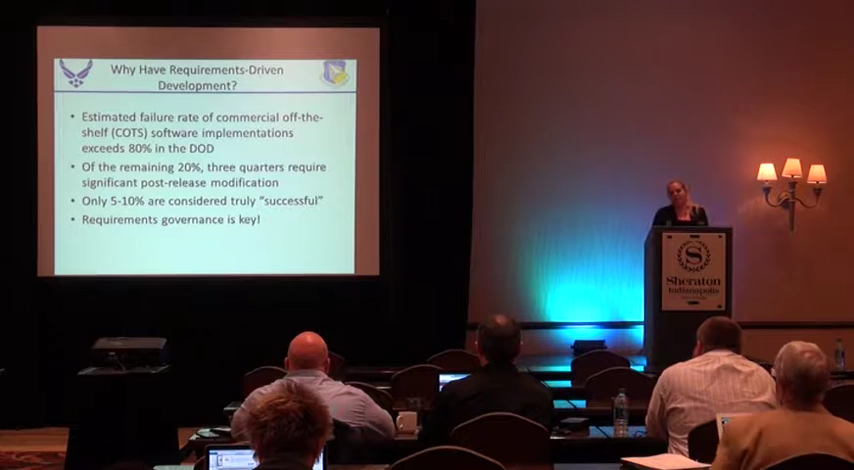 Why Have Requirements-Driven
Development?
• Estimated failure rate of commercial off-the-
shelf (COTS) software implementations
exceeds 80% in the DOD
• Of the remaining 20%, three quarters require
significant post-release modification
• Only 5-10% are considered truly “successful”
• Requirements governance is key!
S
Sheraton
Indianapolis